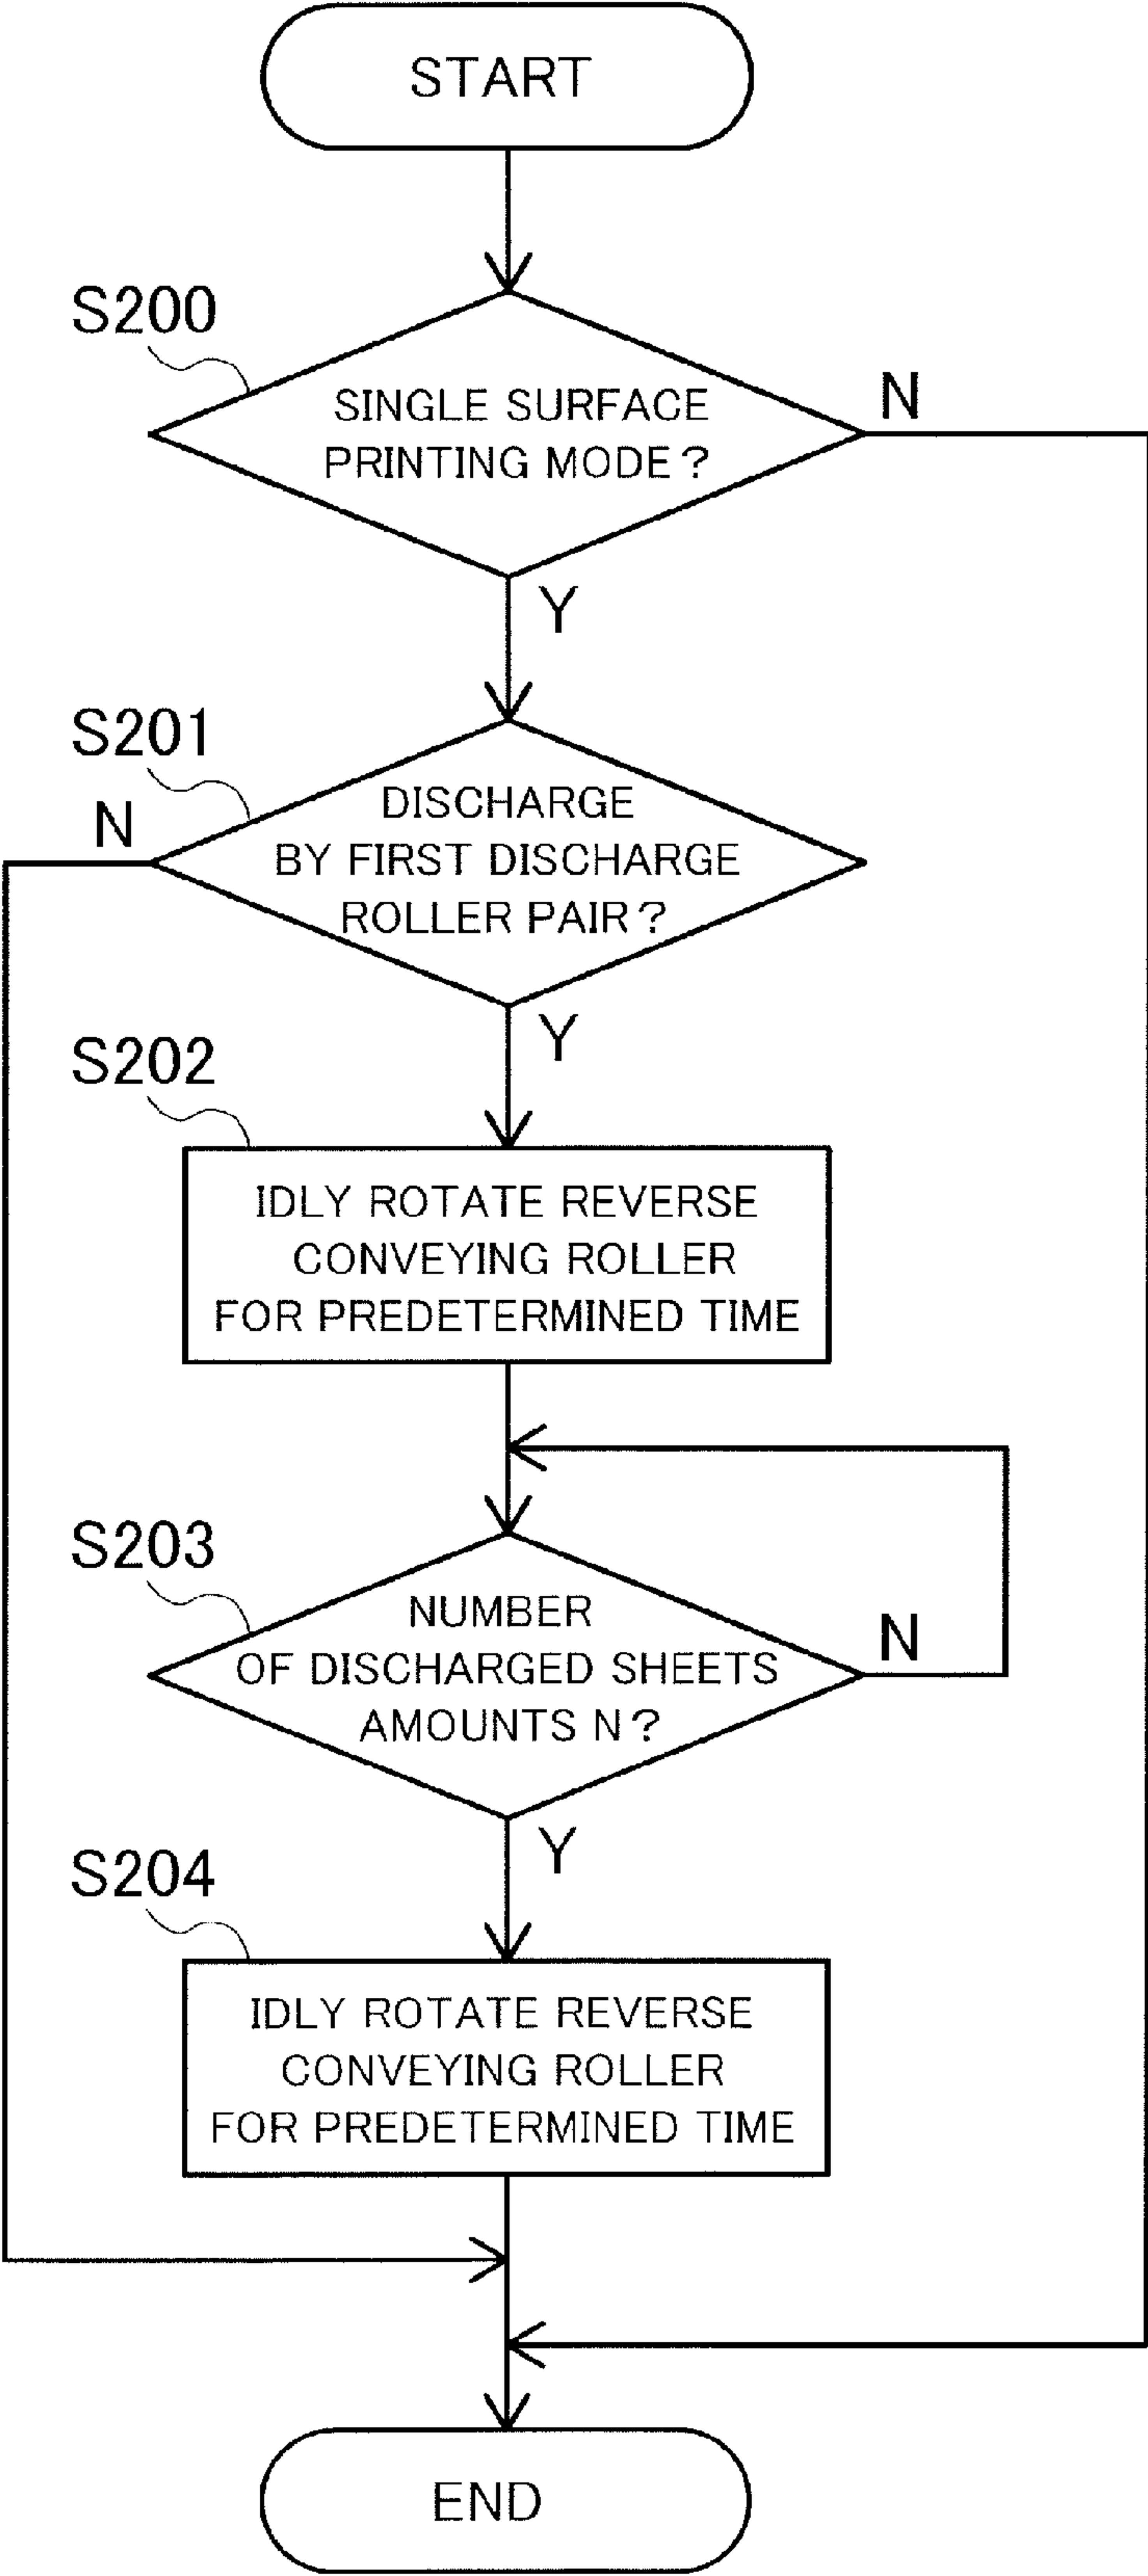 START
S200
SINGLE SURFACE
PRINTING MODE?
N
Y
S201
N
DISCHARGE
BY FIRST DISCHARGE
ROLLER PAIR?
Y
S202
IDLY ROTATE REVERSE
CONVEYING ROLLER
FOR PREDETERMINED TIME
S203
NUMBER
OF DISCHARGED SHEETS
AMOUNTS N?
N
Y
S204
IDLY ROTATE REVERSE
CONVEYING ROLLER
FOR PREDETERMINED TIME
END